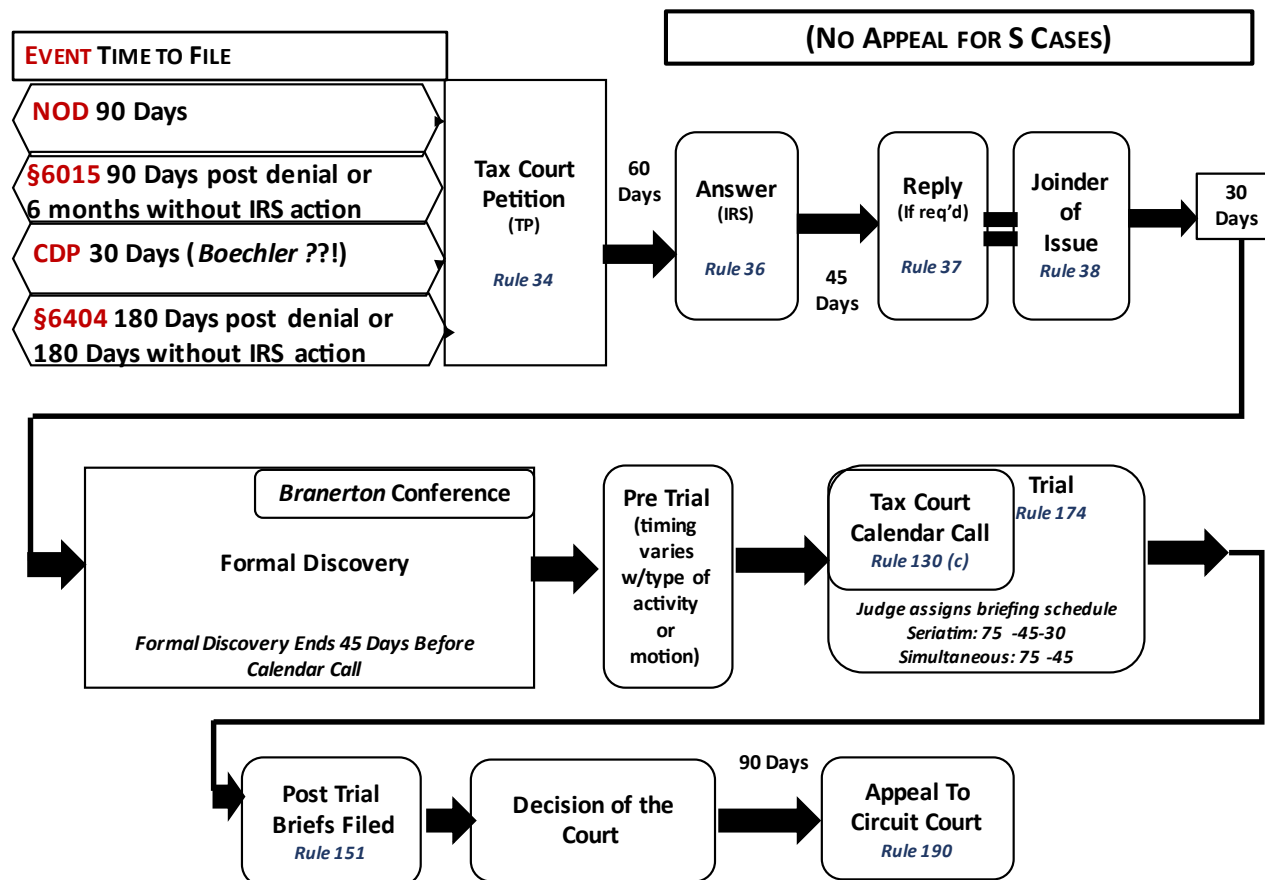 (NO APPEAL FOR S CASES)
EVENT TIME TO FILE
NOD 90 Days
§6015 90 Days post denial or
6 months without IRS action
CDP 30 Days (Boechler ??!)
§6404 180 Days post denial or
180 Days without IRS action
Tax Court
Petition
(TP)
Rule 34
60
Days
Answer
(IRS)
Rule 36
45
Days
Reply
(If req'd)
Rule 37
Joinder
of
Issue
Rule 38
30
Days
Branerton Conference
Formal Discovery
Formal Discovery Ends 45 Days Before
Calendar Call
Pre Trial
(timing
varies
w/type of
activity
or
motion)
Tax Court
Calendar Call
Rule 130 (c)
Trial
Rule 174
Judge assigns briefing schedule
Seriatim: 75 -45-30
Simultaneous: 75 -45
Post Trial
Briefs Filed
Rule 151
Decision of the
Court
90 Days
Appeal To
Circuit Court
Rule 190